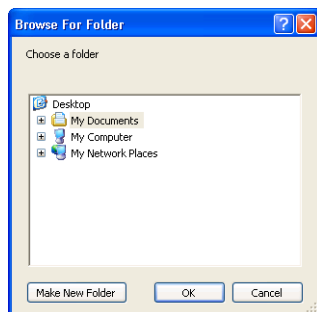 Browse For Folder
Choose a folder
Desktop
My Documents
My Computer
My Network Places
Make New Folder OK Cancel